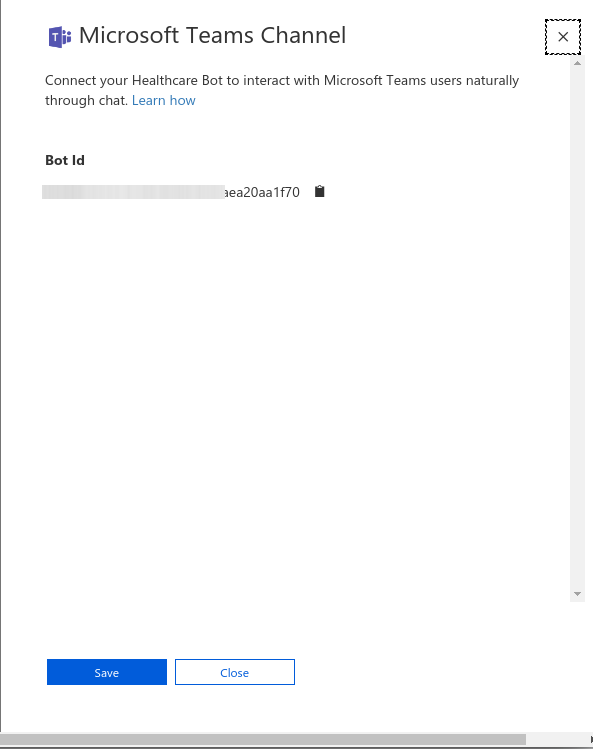 Microsoft Teams Channel
Connect your Healthcare Bot to interact with Microsoft Teams users naturally
through chat. Learn how
Bot Id
aea20aa1f70
Save
Close